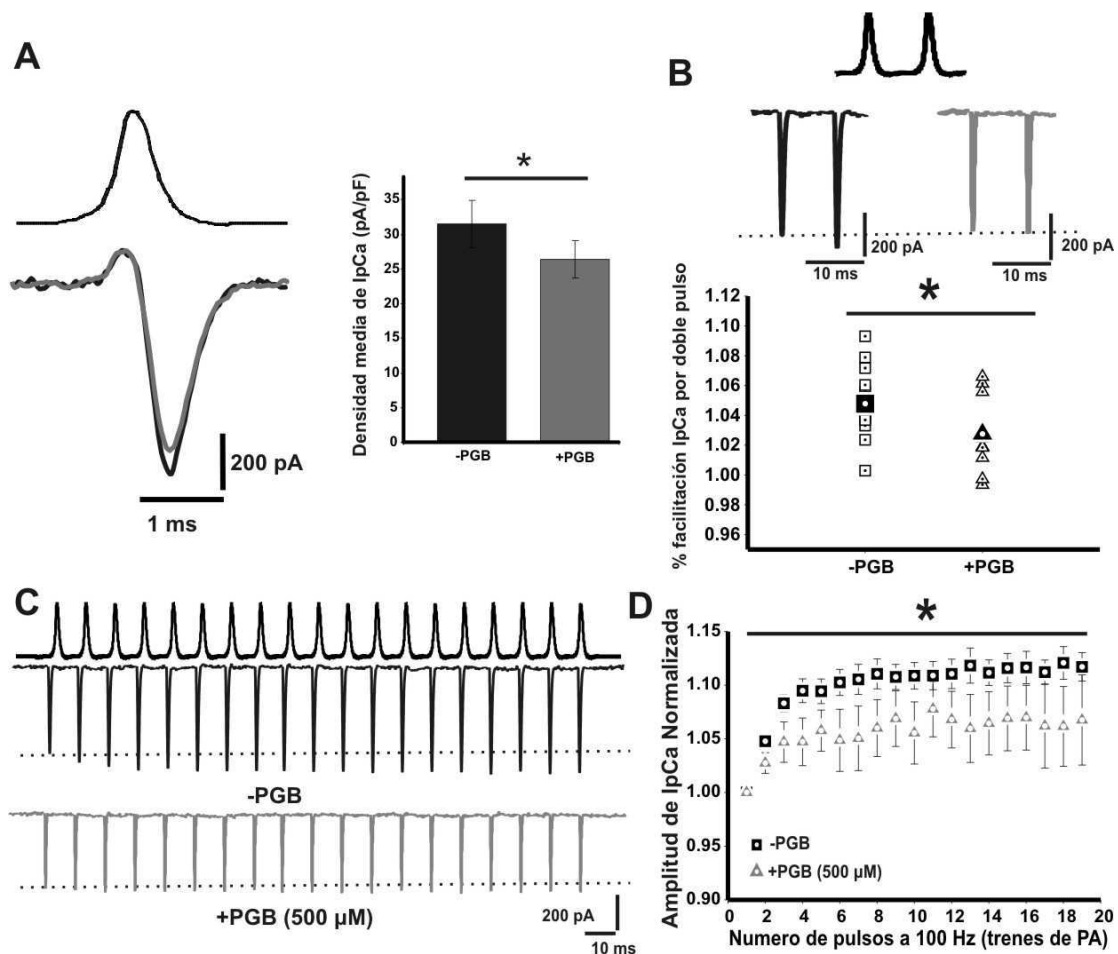 A
200 pA
1 ms
Densidad media de IpCa (pA/pF)
35
30
25
20
15
10
5
0
*
-PGB
+PGB
B
200 pA
10 ms
200 pA
10 ms
% facilitación IpCa por doble pulso
1.12
1.10
1.08
1.06
1.04
1.02
1.00
0.98
0.96
*
-PGB
+PGB
C
-PGB
+PGB (500 µM)
200 pA
10 ms
D
Amplitud de IpCa Normalizada
1.15
1.10
1.05
1.00
0.95
0.90
*
-PGB
+PGB (500 µM)
0 2 4 6 8 10 12 14 16 18 20
Numero de pulsos a 100 Hz (trenes de PA)